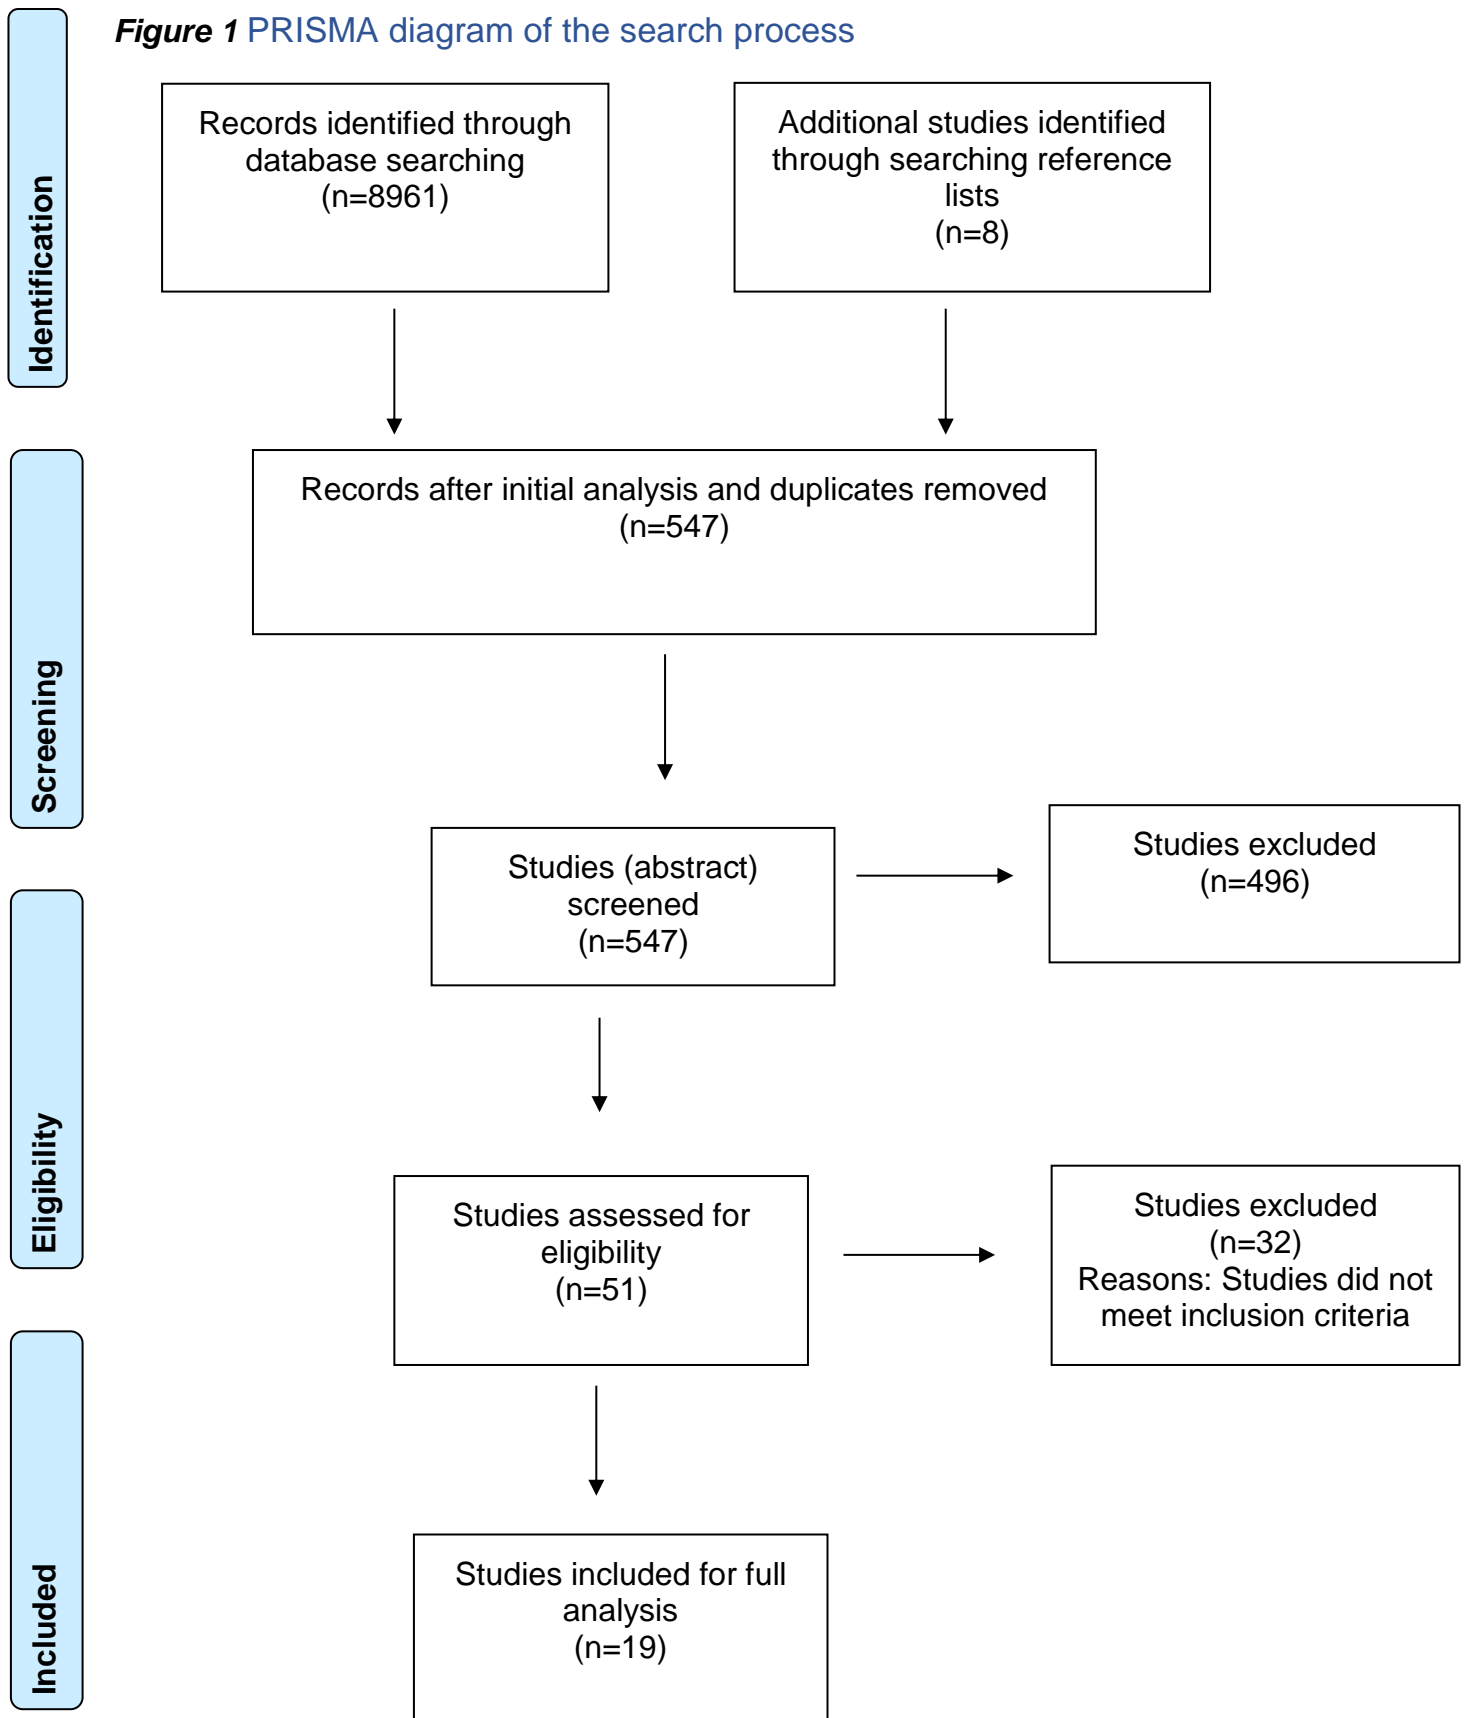 Figure 1 PRISMA diagram of the search process
Identification
Records identified through
database searching
(n=8961)
Additional studies identified
through searching reference
lists
(n=8)
Screening
Records after initial analysis and duplicates removed
(n=547)
Studies (abstract)
screened
(n=547)
Studies excluded
(n=496)
Eligibility
Studies assessed for
eligibility
(n=51)
Studies excluded
(n=32)
Reasons: Studies did not
meet inclusion criteria
Included
Studies included for full
analysis
(n=19)